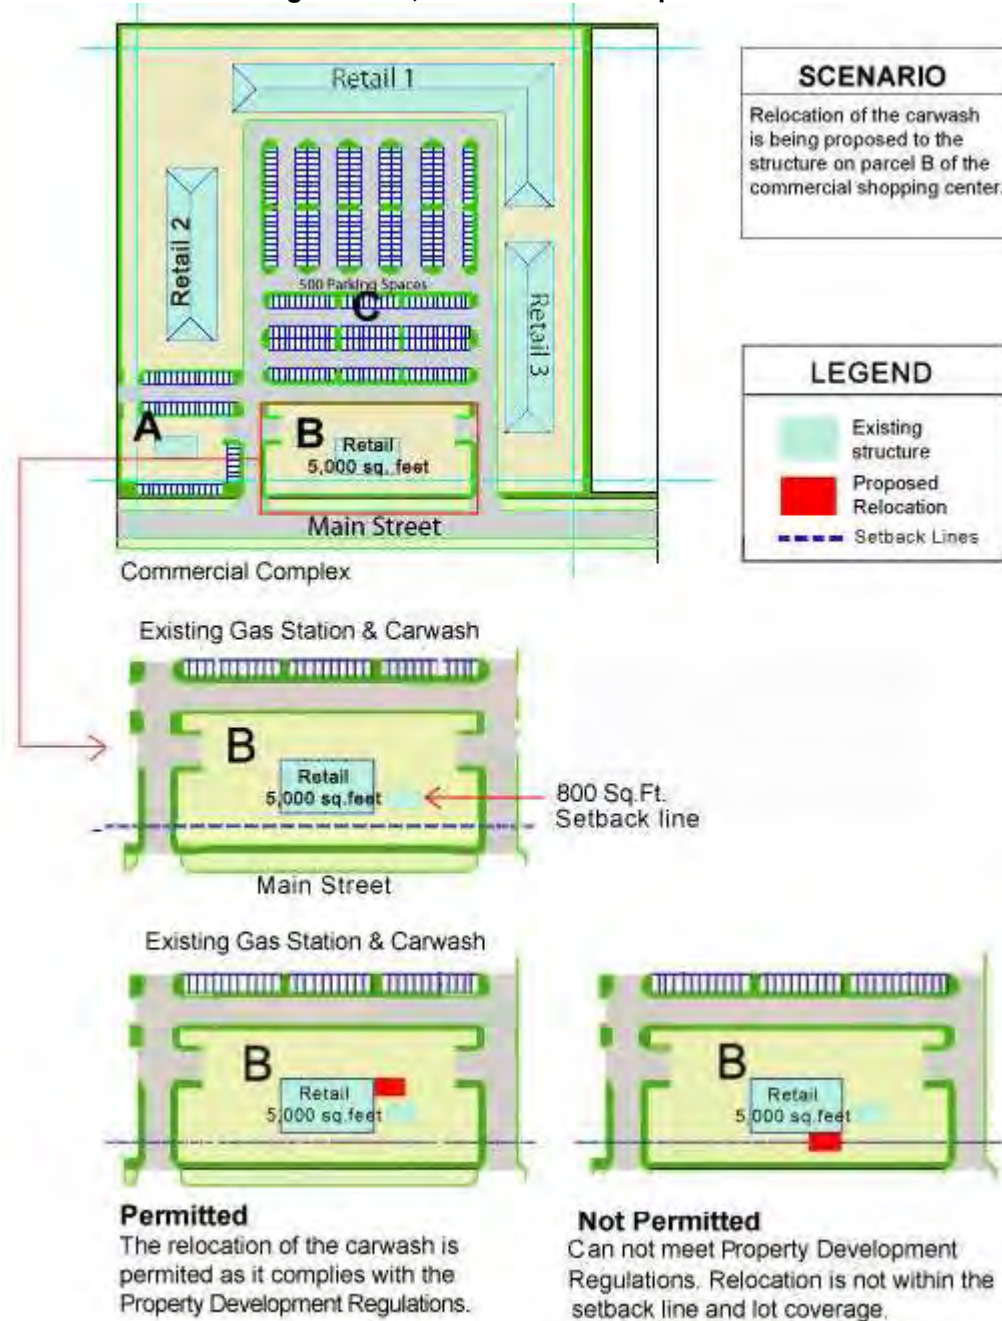 Retail 1
Retail 2
500 Parking Spaces
C
Retail 3
A
B
Retail
5,000 sq. feet
Main Street
Commercial Complex
SCENARIO
Relocation of the carwash
is being proposed to the
structure on parcel B of the
commercial shopping center.
LEGEND
Existing
structure
Proposed
Relocation
Setback Lines
Existing Gas Station & Carwash
B
Retail
5,000 sq.feet
800 Sq.Ft.
Setback line
Main Street
Existing Gas Station & Carwash
B
Retail
5,000 sq.feet
B
Retail
5,000 sq.feet
Permitted
The relocation of the carwash is
permited as it complies with the
Property Development Regulations.
Not Permitted
Can not meet Property Development
Regulations. Relocation is not within the
setback line and lot coverage.